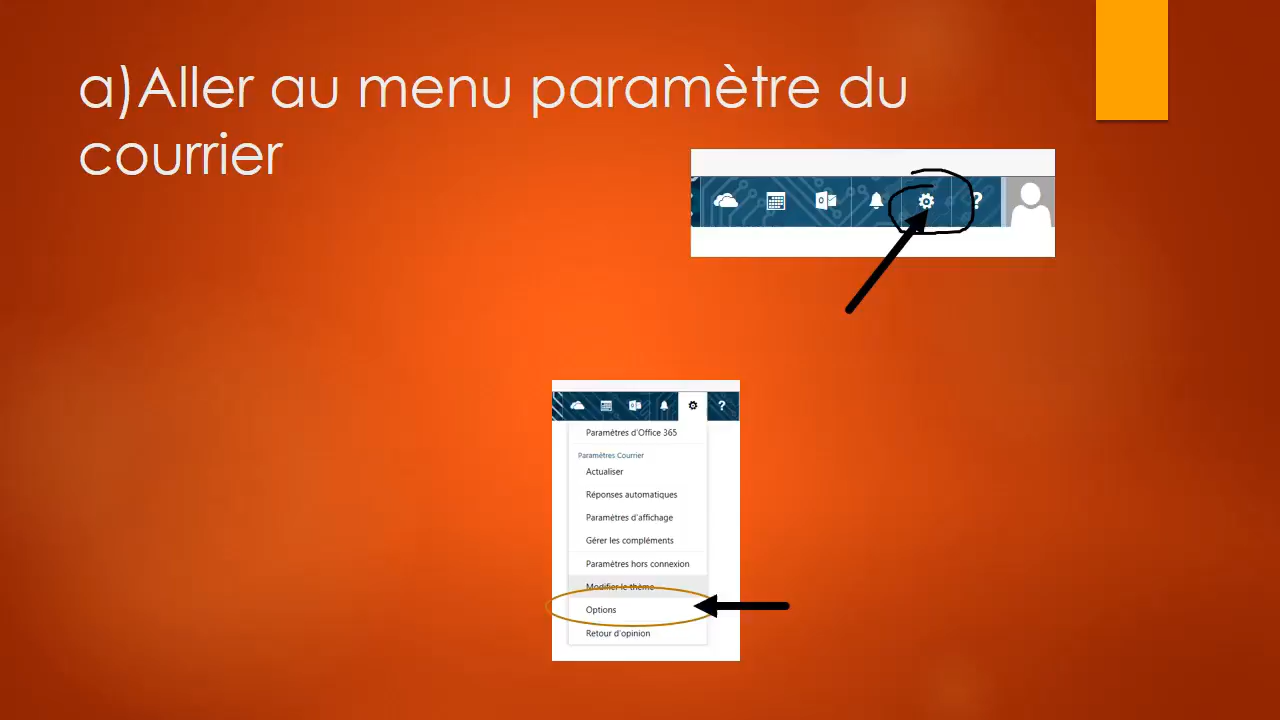 a)Aller au menu paramètre du
courrier
?
?
Paramètres d'Office 365
Paramètres Courrier
Actualiser
Réponses automatiques
Paramètres d'affichage
Gérer les compléments
Paramètres hors connexion
Modifier le thème
Options
Retour d'opinion